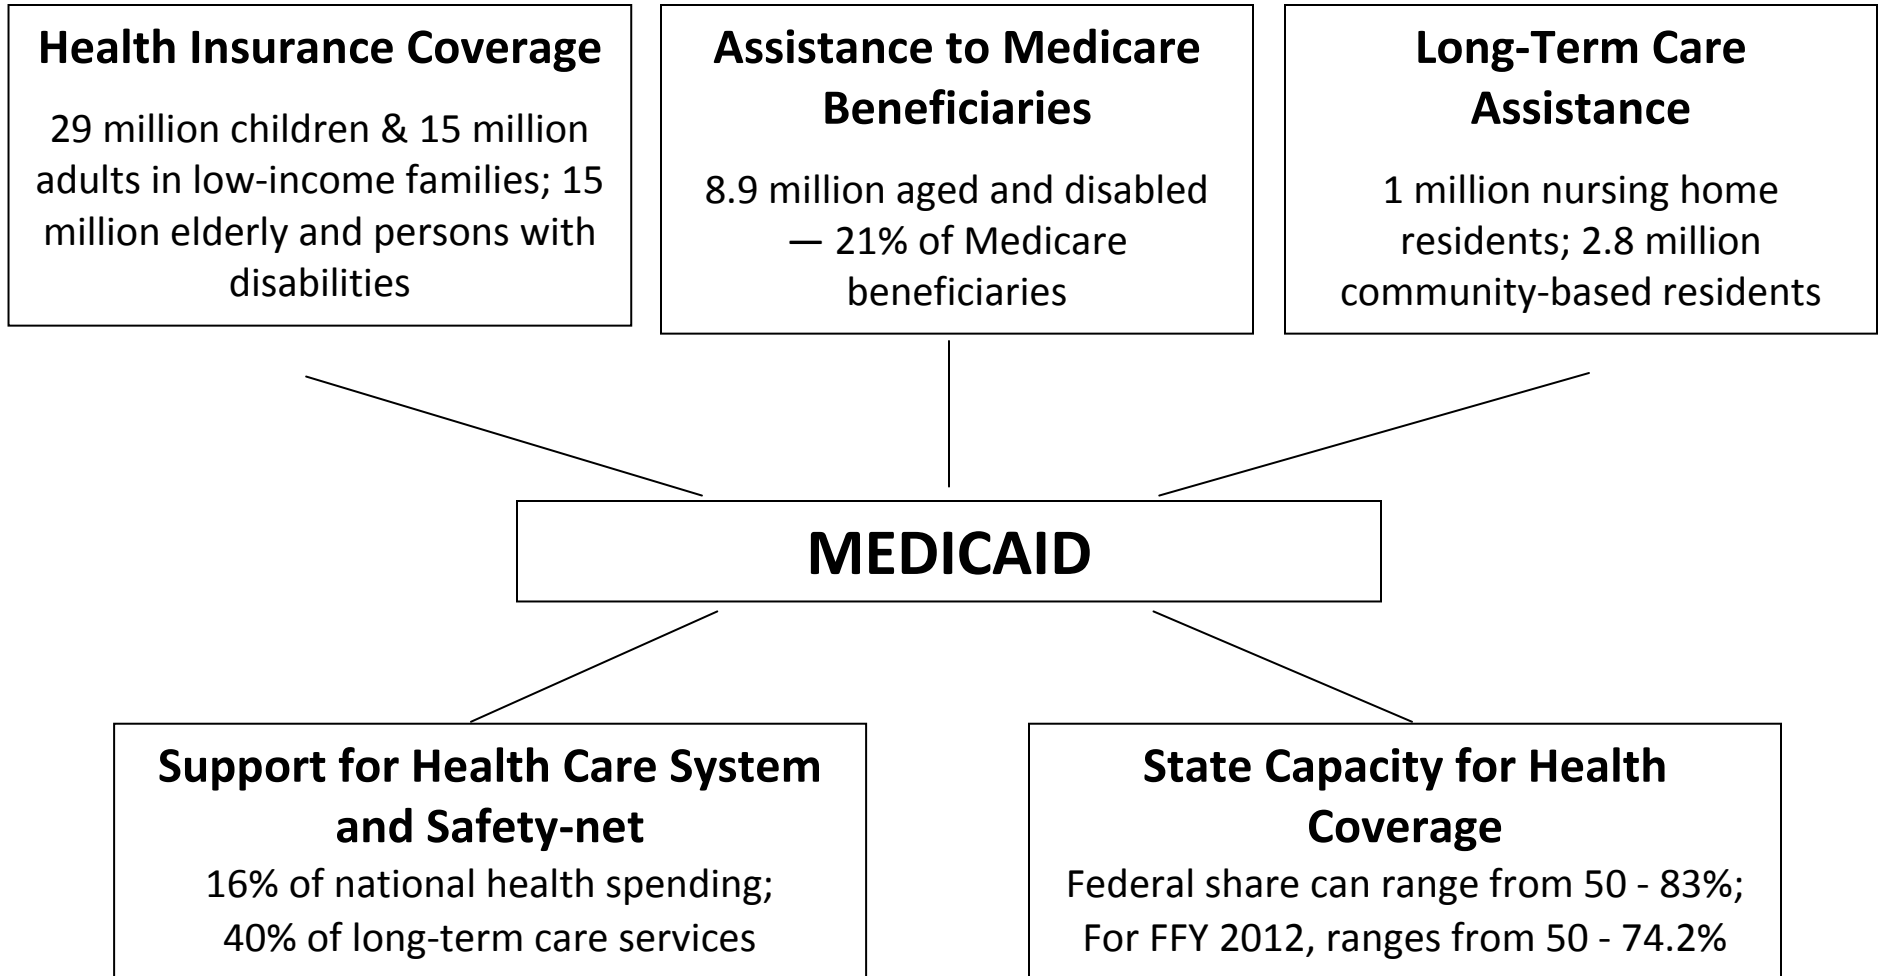 Health Insurance Coverage
29 million children & 15 million
adults in low-income families; 15
million elderly and persons with
disabilities
Assistance to Medicare
Beneficiaries
8.9 million aged and disabled
— 21% of Medicare
beneficiaries
Long-Term Care
Assistance
1 million nursing home
residents; 2.8 million
community-based residents
MEDICAID
Support for Health Care System
and Safety-net
16% of national health spending;
40% of long-term care services
State Capacity for Health
Coverage
Federal share can range from 50 - 83%;
For FFY 2012, ranges from 50 - 74.2%